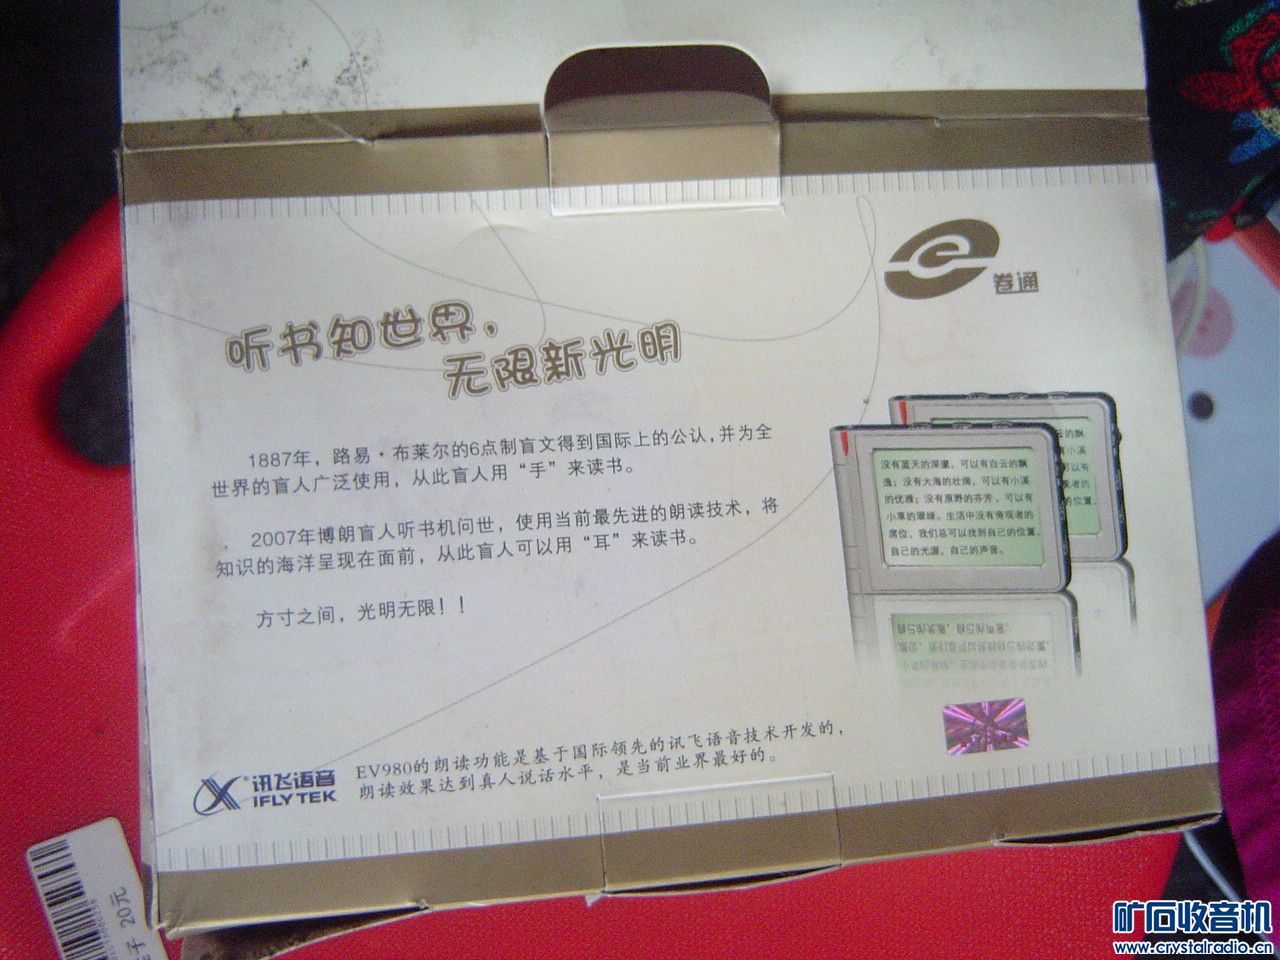 卷通
听书知世界，
无限新光明
1887年，路易·布莱尔的6点制盲文得到国际上的公认，并为全
世界的盲人广泛使用，从此盲人用“手”来读书。
2007年博朗盲人听书机问世，使用当前最先进的朗读技术，将
知识的海洋呈现在面前，从此盲人可以用“耳”来读书。
方寸之间，光明无限！！
没有蓝天的深邃，可以有白云的飘
逸；没有大海的壮阔，可以有小溪
的优雅；没有原野的芬芳，可以有
小草的翠绿。生活中没有旁观者的
席位，我们总可以找到自己的位置，
自己的光源，自己的声音。
讯飞语音
IFLYTEK
EV980的朗读功能是基于国际领先的讯飞语音技术开发的，
朗读效果达到真人说话水平，是当前业界最好的。
20元
矿石收音机
www.crystalradio.cn